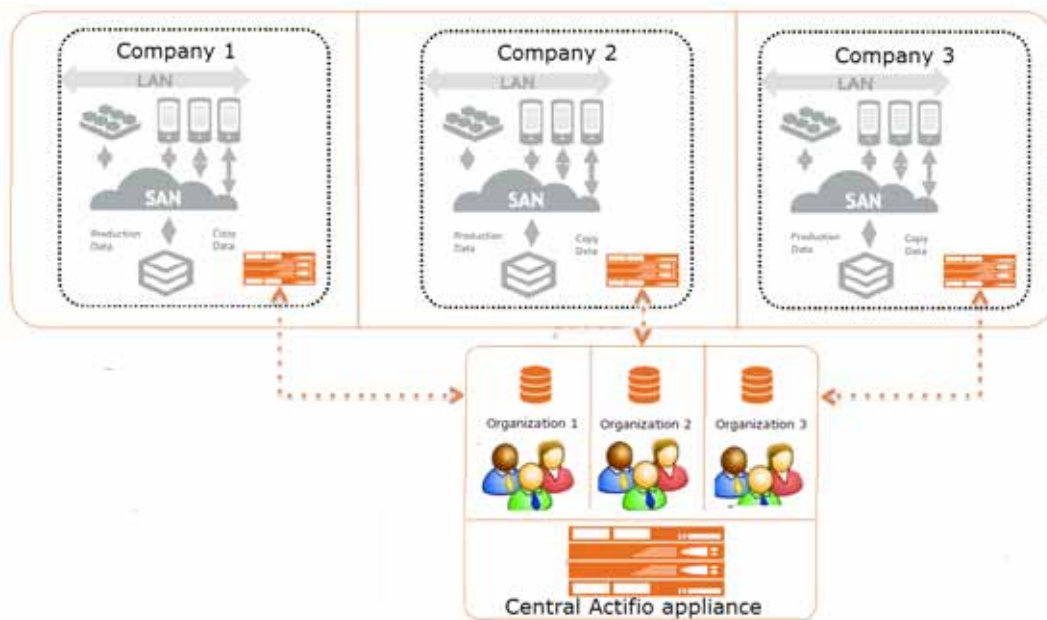 Company 1
LAN
SAN
Production
Data
Copy
Data
Company 2
LAN
SAN
Production
Data
Copy
Data
Company 3
LAN
SAN
Production
Data
Copy
Data
Organization 1
Organization 2
Organization 3
Central Actifio appliance